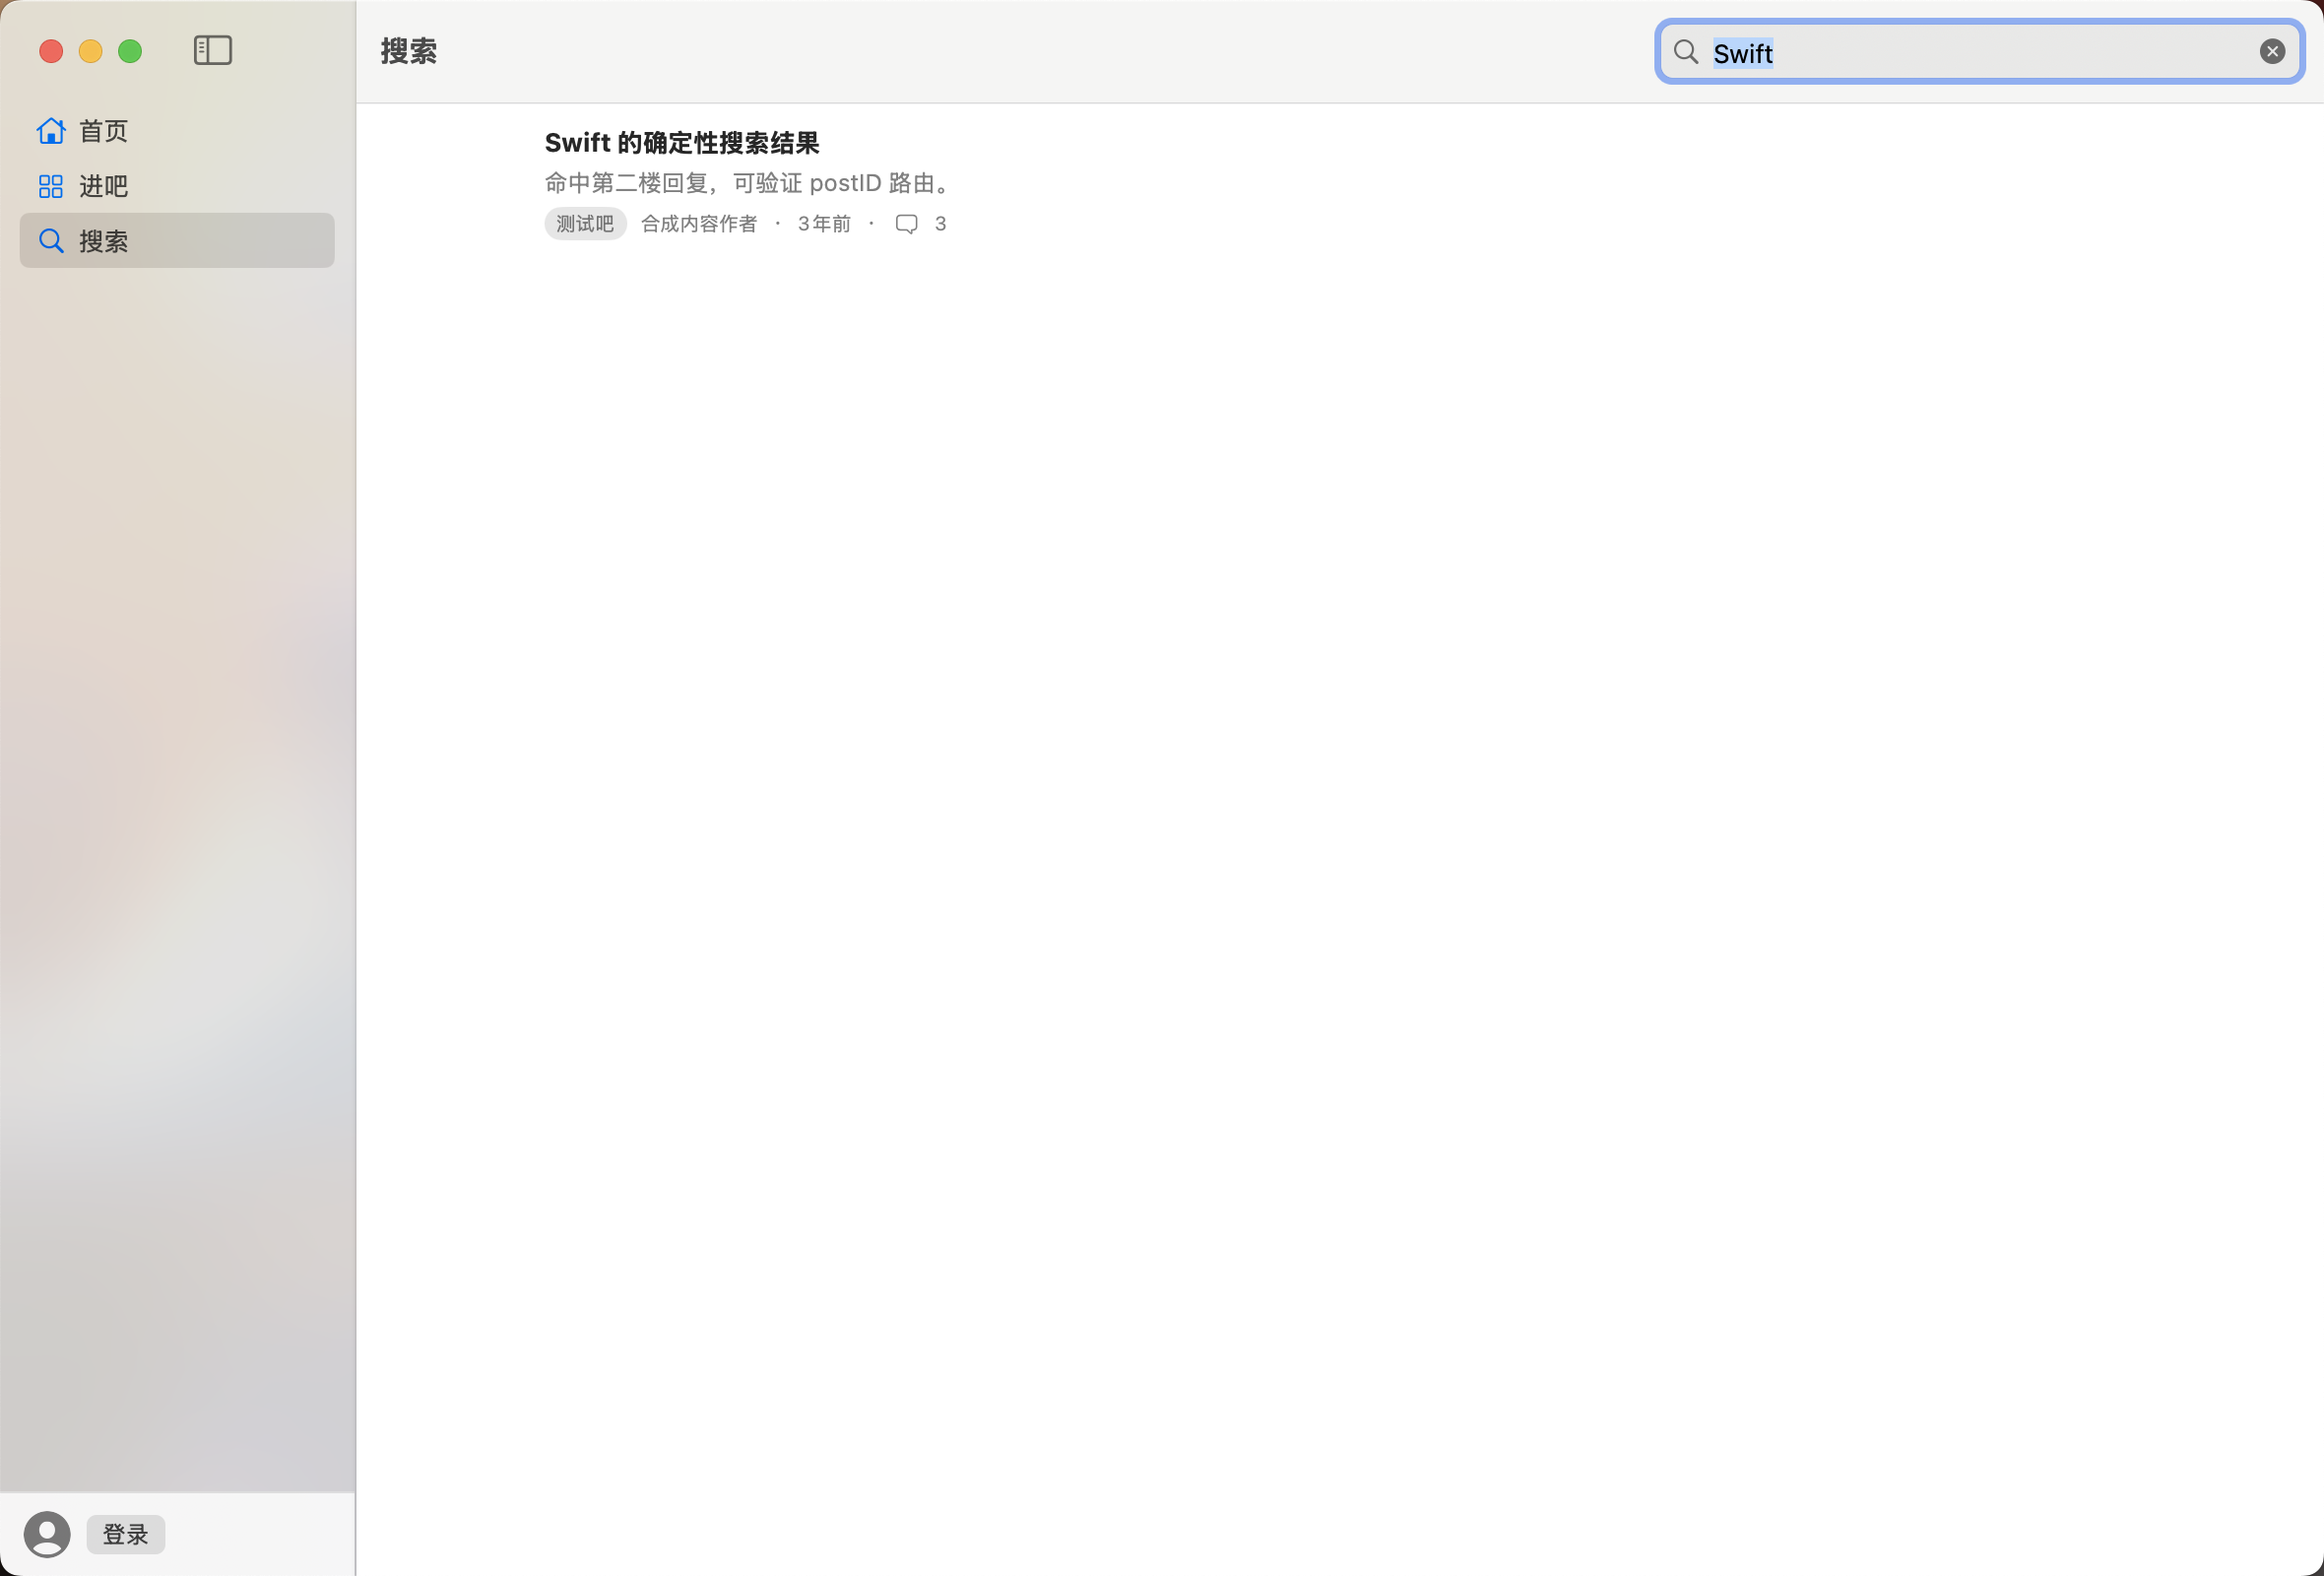 搜索
Swift
首页
进吧
搜索
Swift 的确定性搜索结果
命中第二楼回复，可验证 postID 路由。
测试吧 合成内容作者 · 3年前 · 3
登录